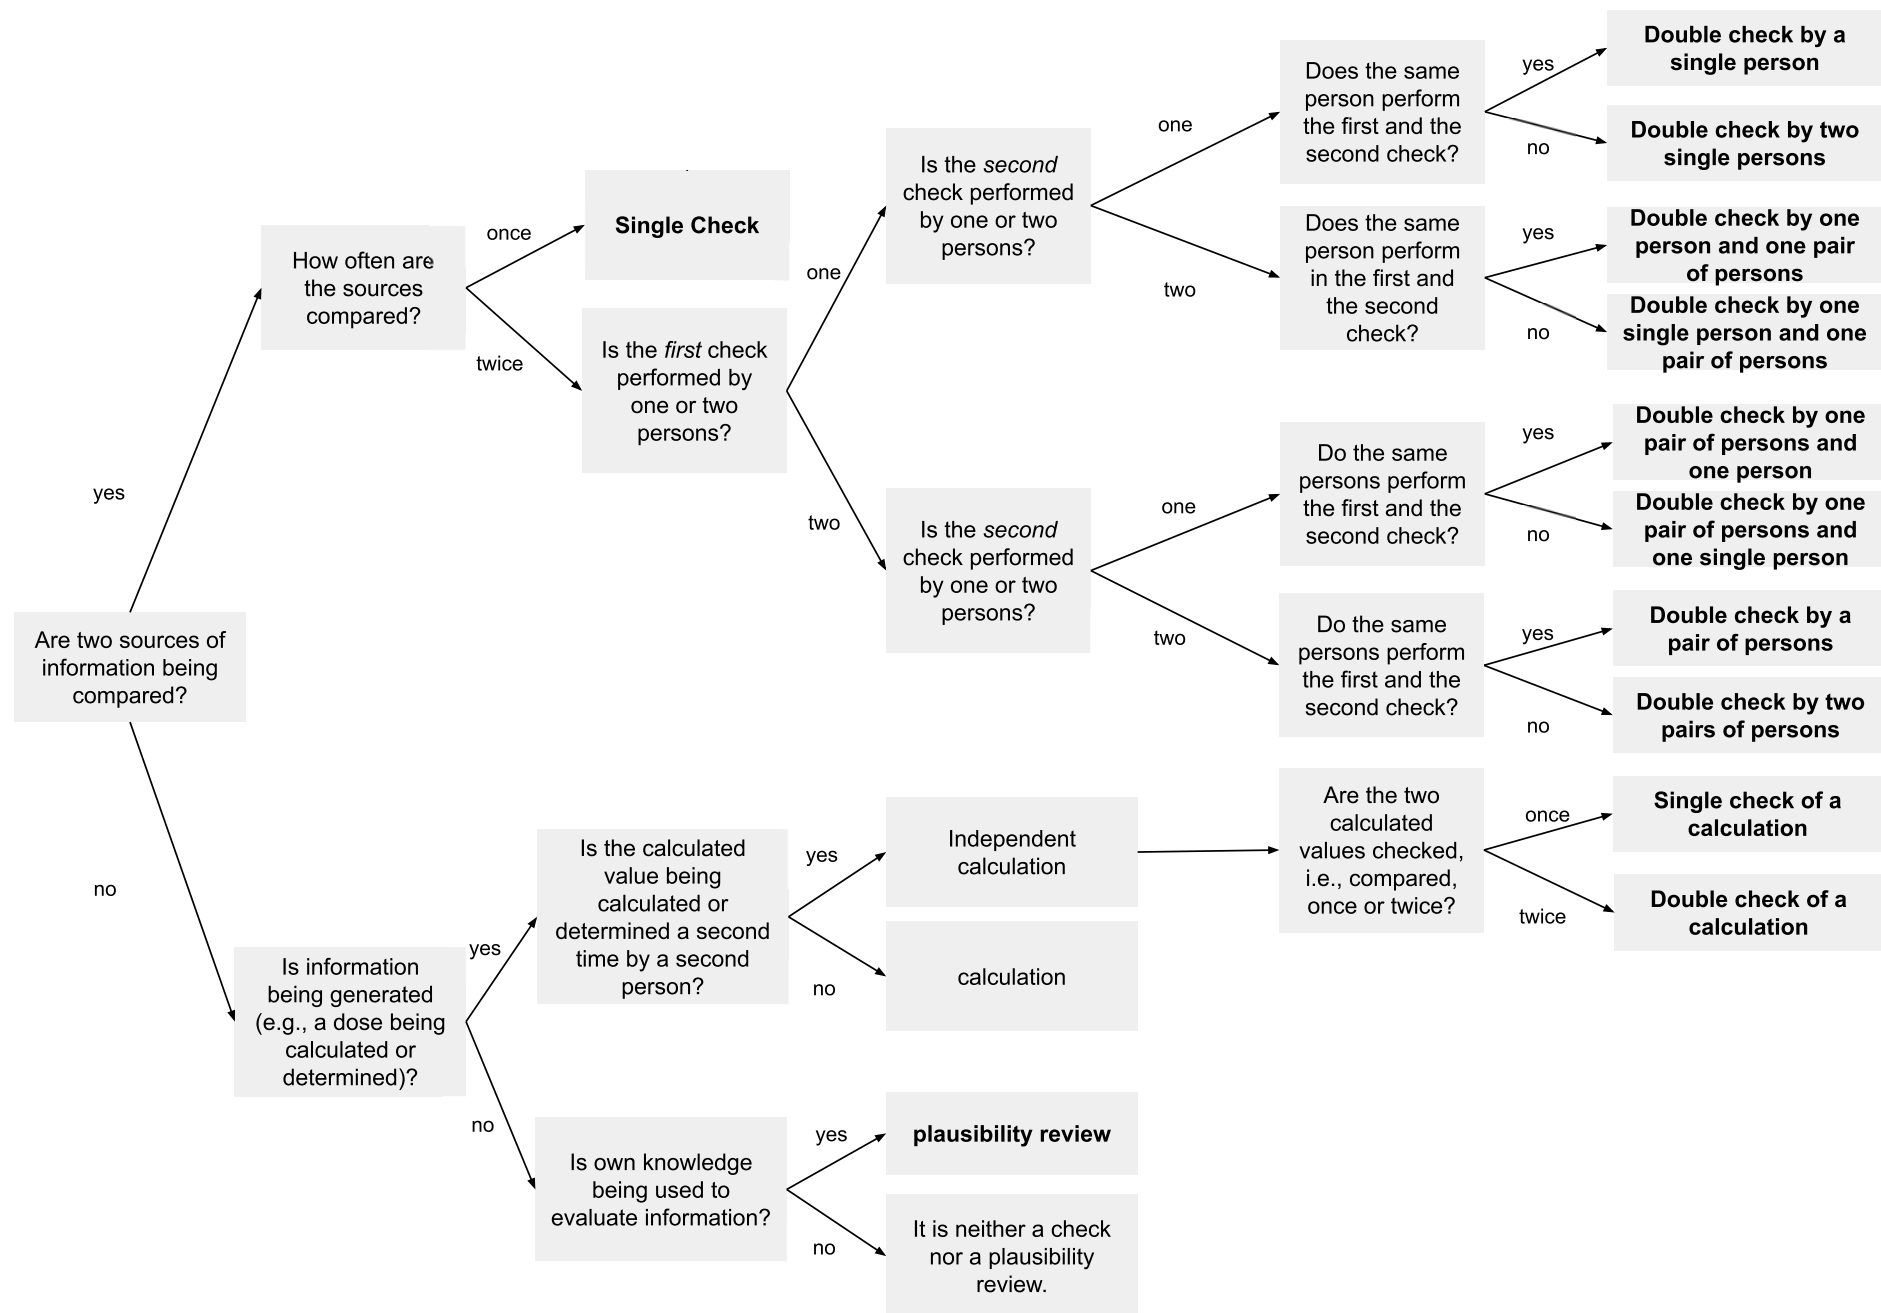 Are two sources of
information being
compared?
yes
no
How often are
the sources
compared?
once
twice
Single Check
Is the first check
performed by
one or two
persons?
one
two
Is the second
check performed
by one or two
persons?
one
two
Does the same
person perform
the first and the
second check?
yes
no
Double check by a
single person
Double check by two
single persons
Does the same
person perform
in the first and
the second
check?
yes
no
Double check by one
person and one pair
of persons
Double check by one
single person and one
pair of persons
Is the second
check performed
by one or two
persons?
one
two
Do the same
persons perform
the first and the
second check?
yes
no
Double check by one
pair of persons and
one person
Double check by one
pair of persons and
one single person
Do the same
persons perform
the first and the
second check?
yes
no
Double check by a
pair of persons
Double check by two
pairs of persons
Is information
being generated
(e.g., a dose being
calculated or
determined)?
yes
no
Is the calculated
value being
calculated or
determined a second
time by a second
person?
yes
no
Independent
calculation
calculation
Are the two
calculated
values checked,
i.e., compared,
once or twice?
once
twice
Single check of a
calculation
Double check of a
calculation
Is own knowledge
being used to
evaluate information?
yes
no
plausibility review
It is neither a check
nor a plausibility
review.